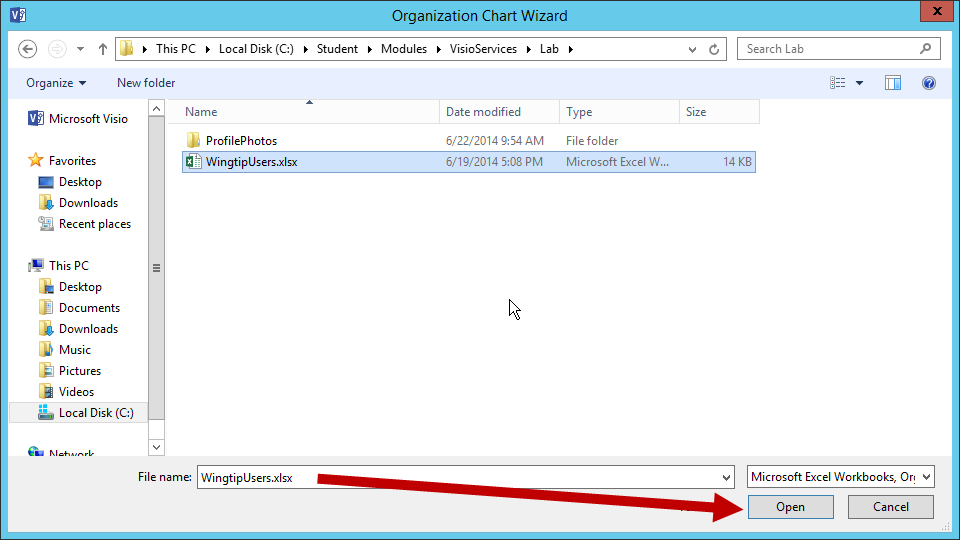 Organization Chart Wizard
This PC Local Disk (C:) Student Modules VisioServices Lab
Search Lab
Organize New folder
Name Date modified Type Size
ProfilePhotos 6/22/2014 9:54 AM File folder
WingtipUsers.xlsx 6/19/2014 5:08 PM Microsoft Excel W... 14 KB
Microsoft Visio
Favorites
Desktop
Downloads
Recent places
This PC
Desktop
Documents
Downloads
Music
Pictures
Videos
Local Disk (C:)
Network
File name: WingtipUsers.xlsx Microsoft Excel Workbooks, Or
Open Cancel